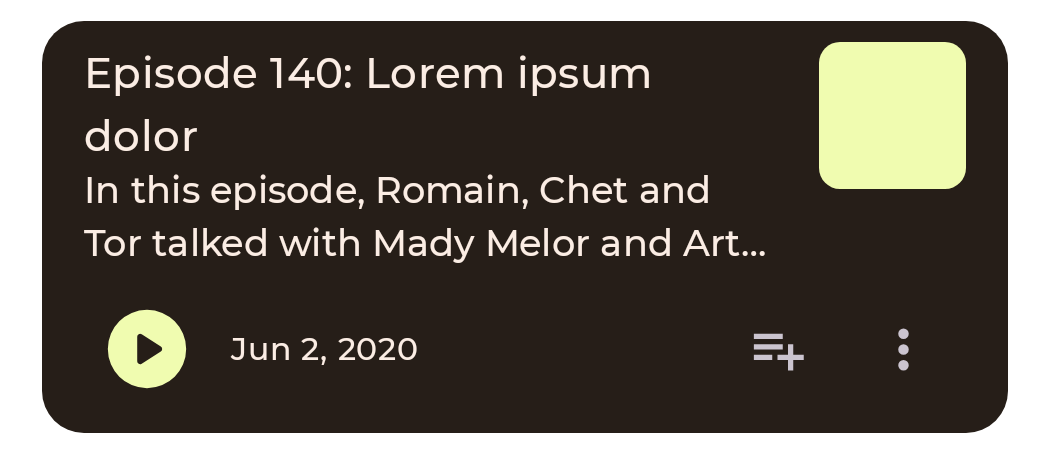 Episode 140: Lorem ipsum
dolor
In this episode, Romain, Chet and
Tor talked with Mady Melor and Art...
Jun 2, 2020